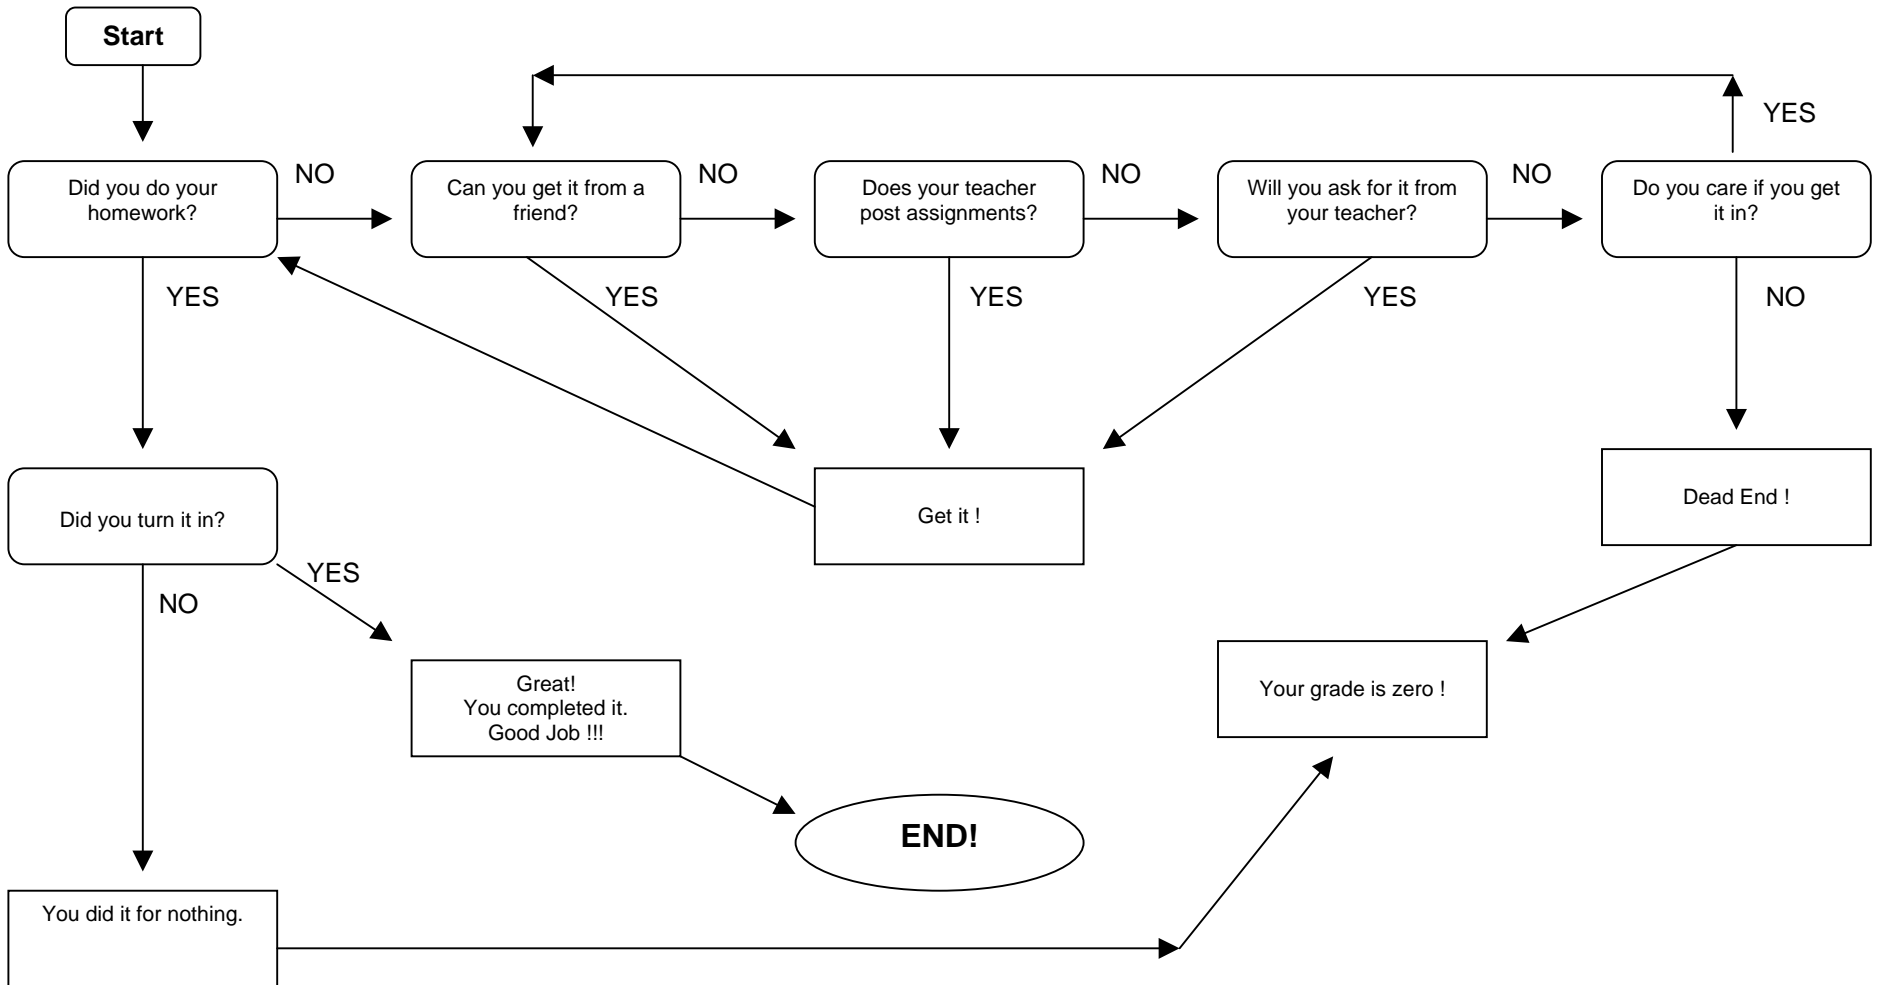 Start
YES
Did you do your
homework?
NO
Can you get it from a
friend?
NO
Does your teacher
post assignments?
NO
Will you ask for it from
your teacher?
NO
Do you care if you get
it in?
YES
YES
YES
YES
NO
Did you turn it in?
Get it !
Dead End !
YES
NO
Great!
You completed it.
Good Job !!!
Your grade is zero !
END!
You did it for nothing.